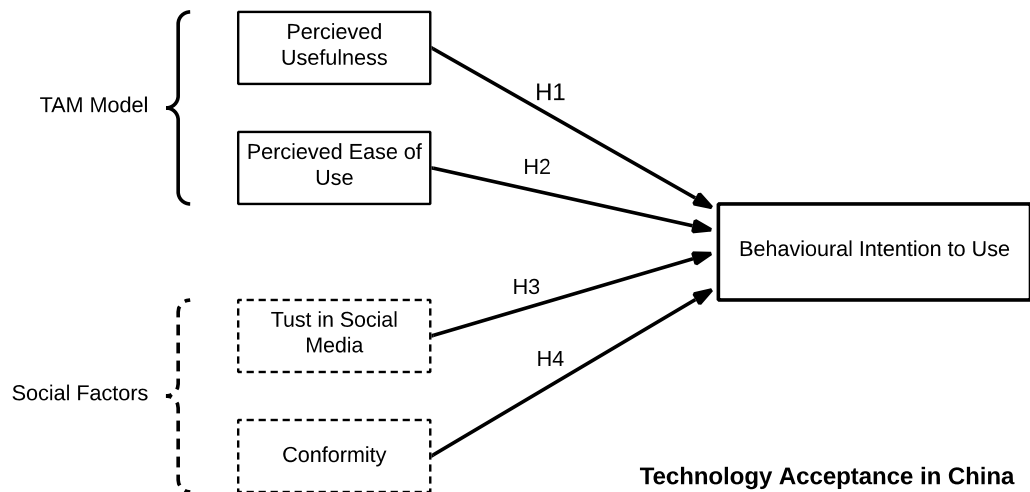 Percieved
Usefulness
TAM Model
H1
Percieved Ease of
Use
H2
Behavioural Intention to Use
H3
Tust in Social
Media
H4
Social Factors
Conformity
Technology Acceptance in China